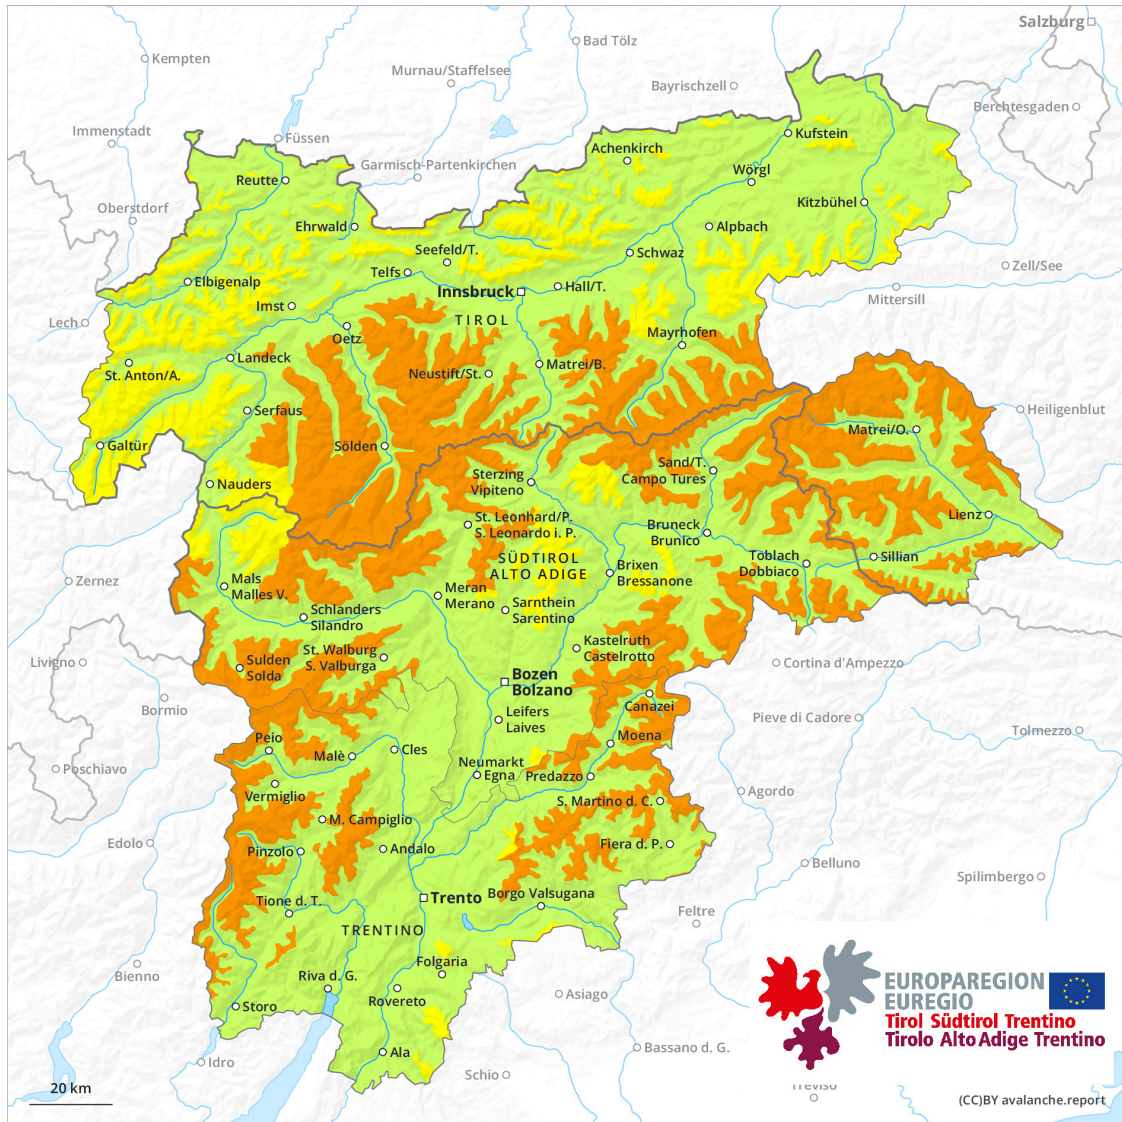 Salzburg
Bad Tölz
Kempten
Murnau/Staffelsee
Bayrischzell
Berchtesgaden
Immenstadt
Füssen
Kufstein
Achenkirch
Garmisch-Partenkirchen
Wörgl
Reutte
Kitzbühel
Oberstdorf
Ehrwald
Alpbach
Seefeld/T.
Schwaz
Zell/See
Telfs
Elbigenalp
Hall/T.
Innsbruck
Mittersill
Imst
TIROL
Lech
Oetz
Mayrhofen
Landeck
Matrei/B.
St. Anton/A.
Neustift/St.
Serfaus
Heiligenblut
Matrei/O.
Galtür
Sölden
Sand/T.
Campo Tures
Sterzing
Vipiteno
Nauders
Lienz
St. Leonhard/P.
S. Leonardo i. P.
Bruneck
Brunico
SÜDTIROL
ALTO ADIGE
Toblach
Dobbiaco
Sillian
Brixen
Bressanone
Zernez
Mals
Malles V.
Meran
Merano
Sarnthein
Sarentino
Schlanders
Silandro
Kastelruth
Castelrotto
St. Walburg
S. Valburga
Livigno
Sulden
Solda
Cortina d'Ampezzo
Bozen
Bolzano
Bormio
Canazei
Leifers
Laives
Pieve di Cadore
Tolmezzo
Moena
Peio
Cles
Malè
Neumarkt
Egna
Poschiavo
Predazzo
Vermiglio
Agordo
S. Martino d. C.
M. Campiglio
Edolo
Fiera d. P.
Pinzolo
Andalo
Belluno
Spilimbergo
Borgo Valsugana
Trento
Tione d. T.
Feltre
TRENTINO
Folgaria
Bienno
Riva d. G.
Rovereto
Asiago
Storo
EUROPAREGION
EUREGIO
Tirol Südtirol Trentino
Tirolo Alto Adige Trentino
Ala
Bassano d. G.
Idro
Schio
Treviso
20 km
(CC)BY avalanche.report